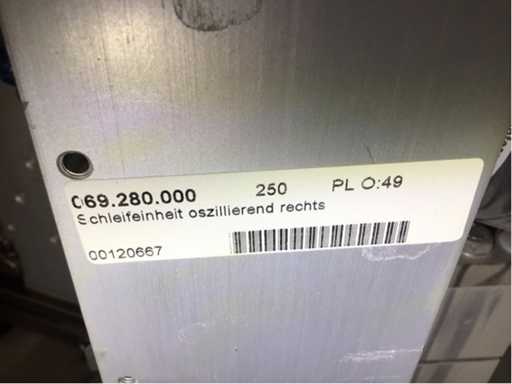 069.280.000 250 PL O:49
Schleifeinheit oszillierend rechts
00120667